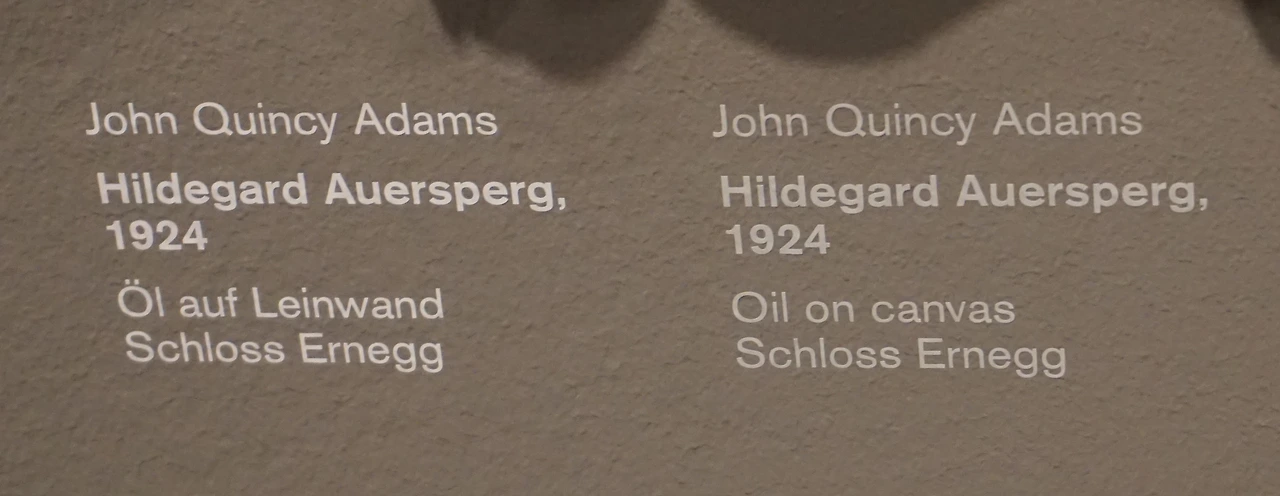 John Quincy Adams
Hildegard Auersperg,
1924
Öl auf Leinwand
Schloss Ernegg
John Quincy Adams
Hildegard Auersperg,
1924
Oil on canvas
Schloss Ernegg